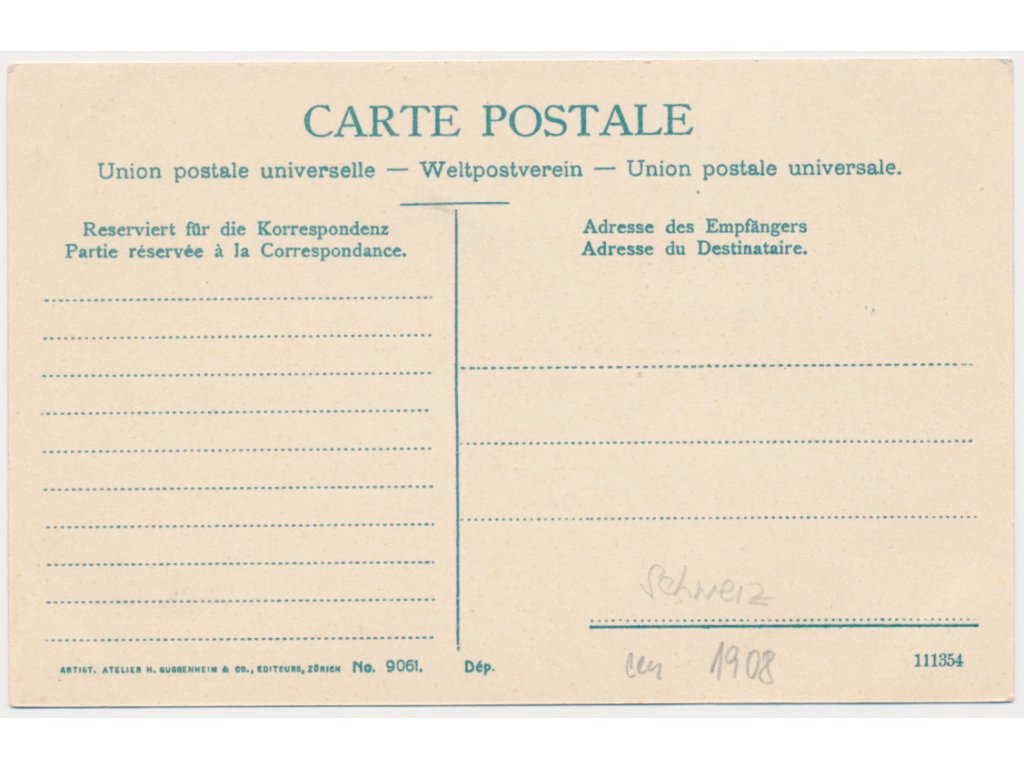 CARTE POSTALE
Union postale universelle — Weltpostverein — Union postale universale.
Reserviert für die Korrespondenz
Partie réservée à la Correspondance.
Adresse des Empfängers
Adresse du Destinataire.
Schweiz
1908
ARTIST. ATELIER H. GUGGENHEIM & CO., EDITEURS, ZÜRICH No. 9061.
Dép.
111354